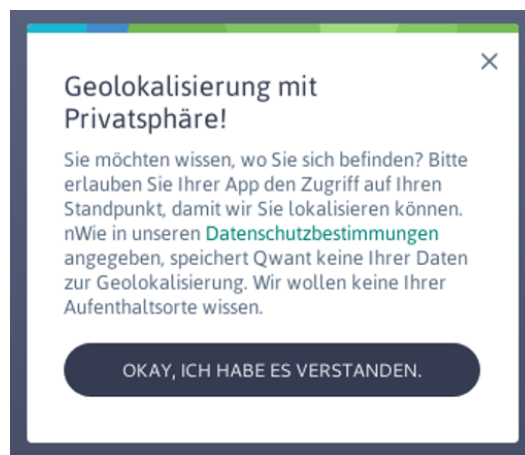 Geolokalisierung mit
Privatsphäre!
Sie möchten wissen, wo Sie sich befinden? Bitte
erlauben Sie Ihrer App den Zugriff auf Ihren
Standpunkt, damit wir Sie lokalisieren können.
nWie in unseren Datenschutzbestimmungen
angegeben, speichert Qwant keine Ihrer Daten
zur Geolokalisierung. Wir wollen keine Ihrer
Aufenthaltsorte wissen.
OKAY, ICH HABE ES VERSTANDEN.